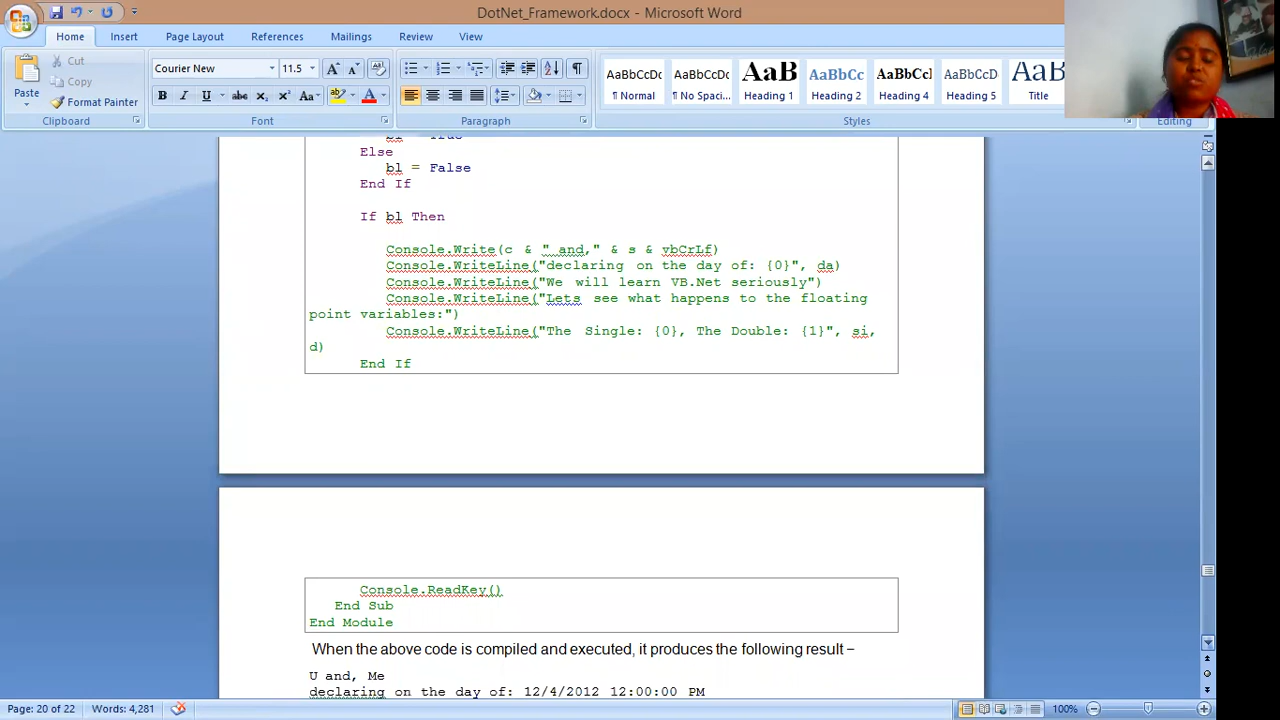 DotNet_Framework.docx - Microsoft Word
Home Insert Page Layout References Mailings Review View
Paste Cut Copy Format Painter
Clipboard
Courier New 11.5
B I U abc X₂ X² Aa A
Font
Paragraph
AaBbCcDc AaBbCcDc AaB AaBbCc AaBbCcI AaBbCcD AaB
¶ Normal ¶ No Spaci... Heading 1 Heading 2 Heading 4 Heading 5 Title
Styles
Editing
bl = True
Else
bl = False
End If
If bl Then
Console.Write(c & " and," & s & vbCrLf)
Console.WriteLine("declaring on the day of: {0}", da)
Console.WriteLine("We will learn VB.Net seriously")
Console.WriteLine("Lets see what happens to the floating
point variables:")
Console.WriteLine("The Single: {0}, The Double: {1}", si,
d)
End If
Console.ReadKey()
End Sub
End Module
When the above code is compiled and executed, it produces the following result −
U and, Me
declaring on the day of: 12/4/2012 12:00:00 PM
Page: 20 of 22 Words: 4,281 100%